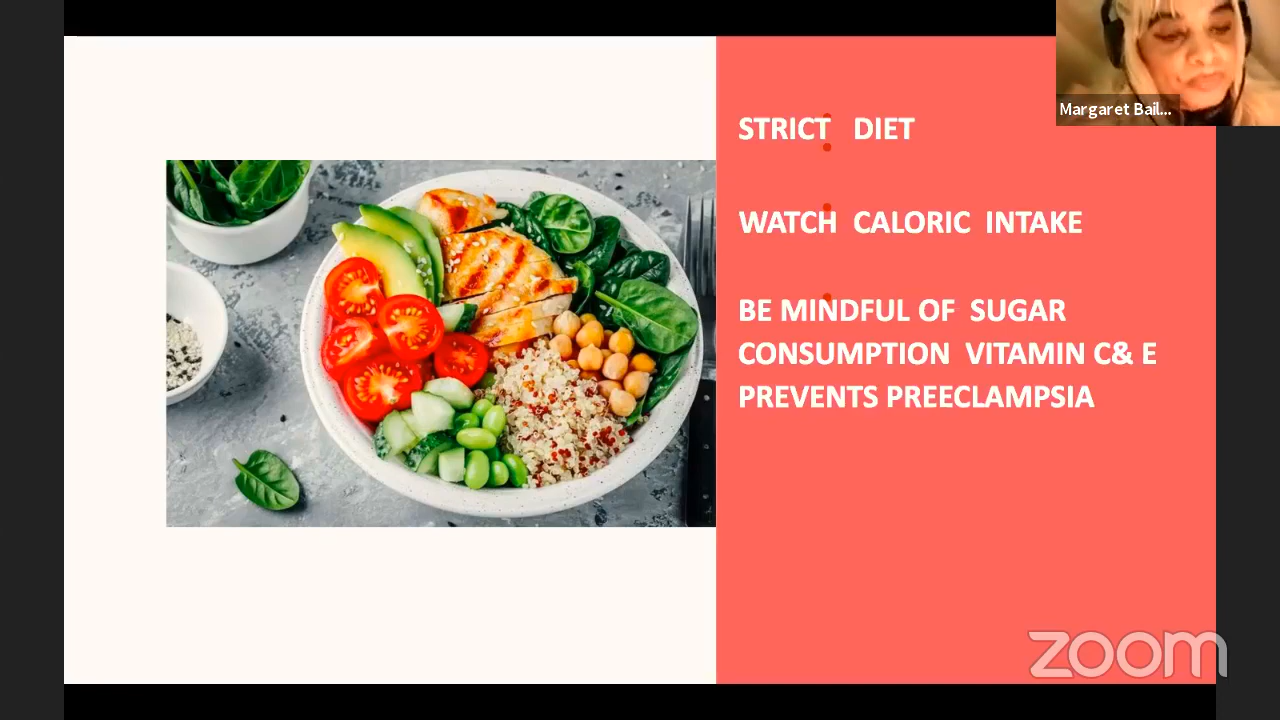 STRICT DIET
WATCH CALORIC INTAKE
BE MINDFUL OF SUGAR
CONSUMPTION VITAMIN C& E
PREVENTS PREECLAMPSIA
Margaret Bail...
zoom